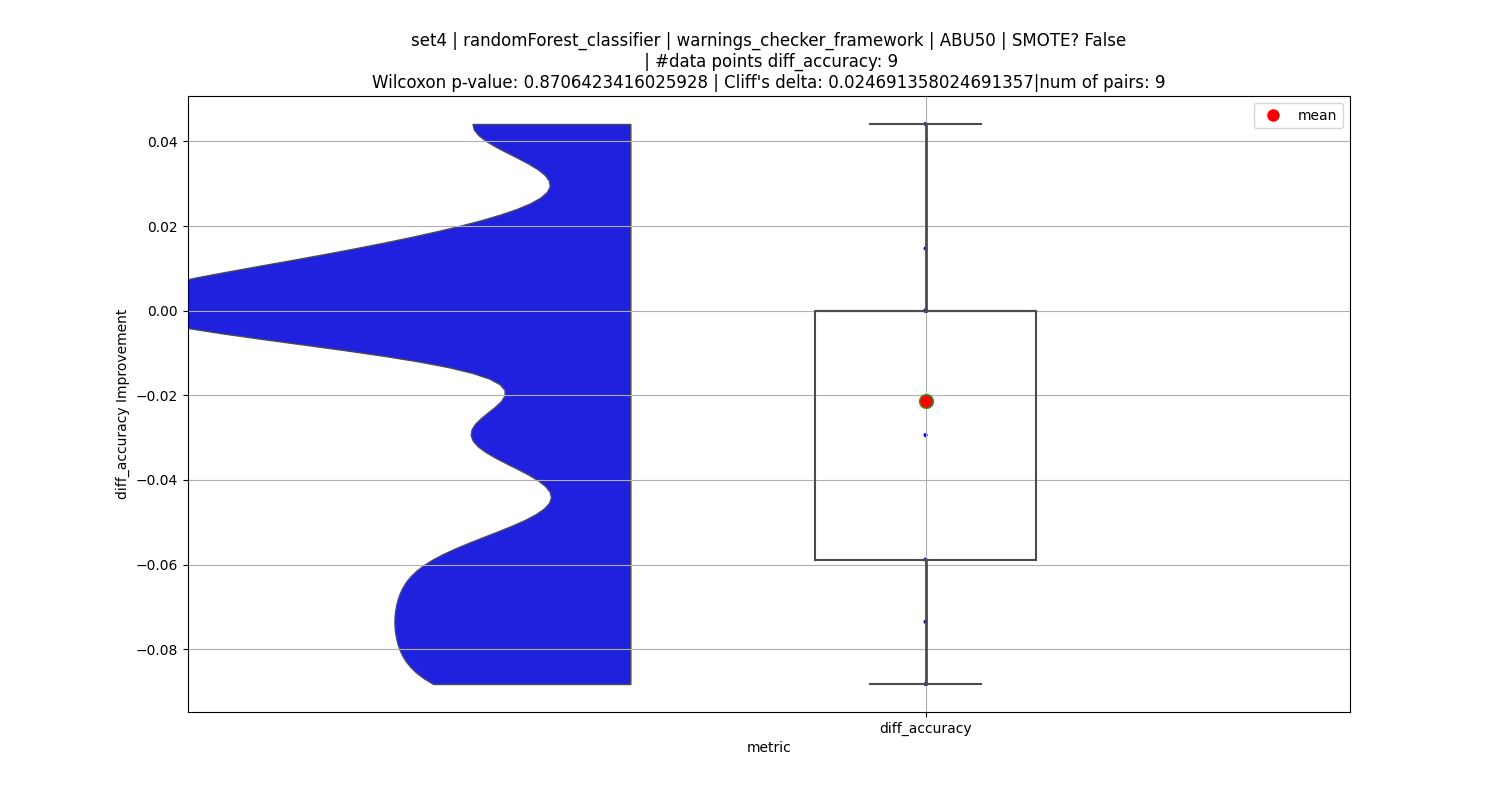 set4 | randomForest_classifier | warnings_checker_framework | ABU50 | SMOTE? False
| #data points diff_accuracy: 9
Wilcoxon p-value: 0.8706423416025928 | Cliff's delta: 0.024691358024691357|num of pairs: 9
mean
0.04
0.02
0.00
−0.02
−0.04
−0.06
−0.08
diff_accuracy Improvement
diff_accuracy
metric